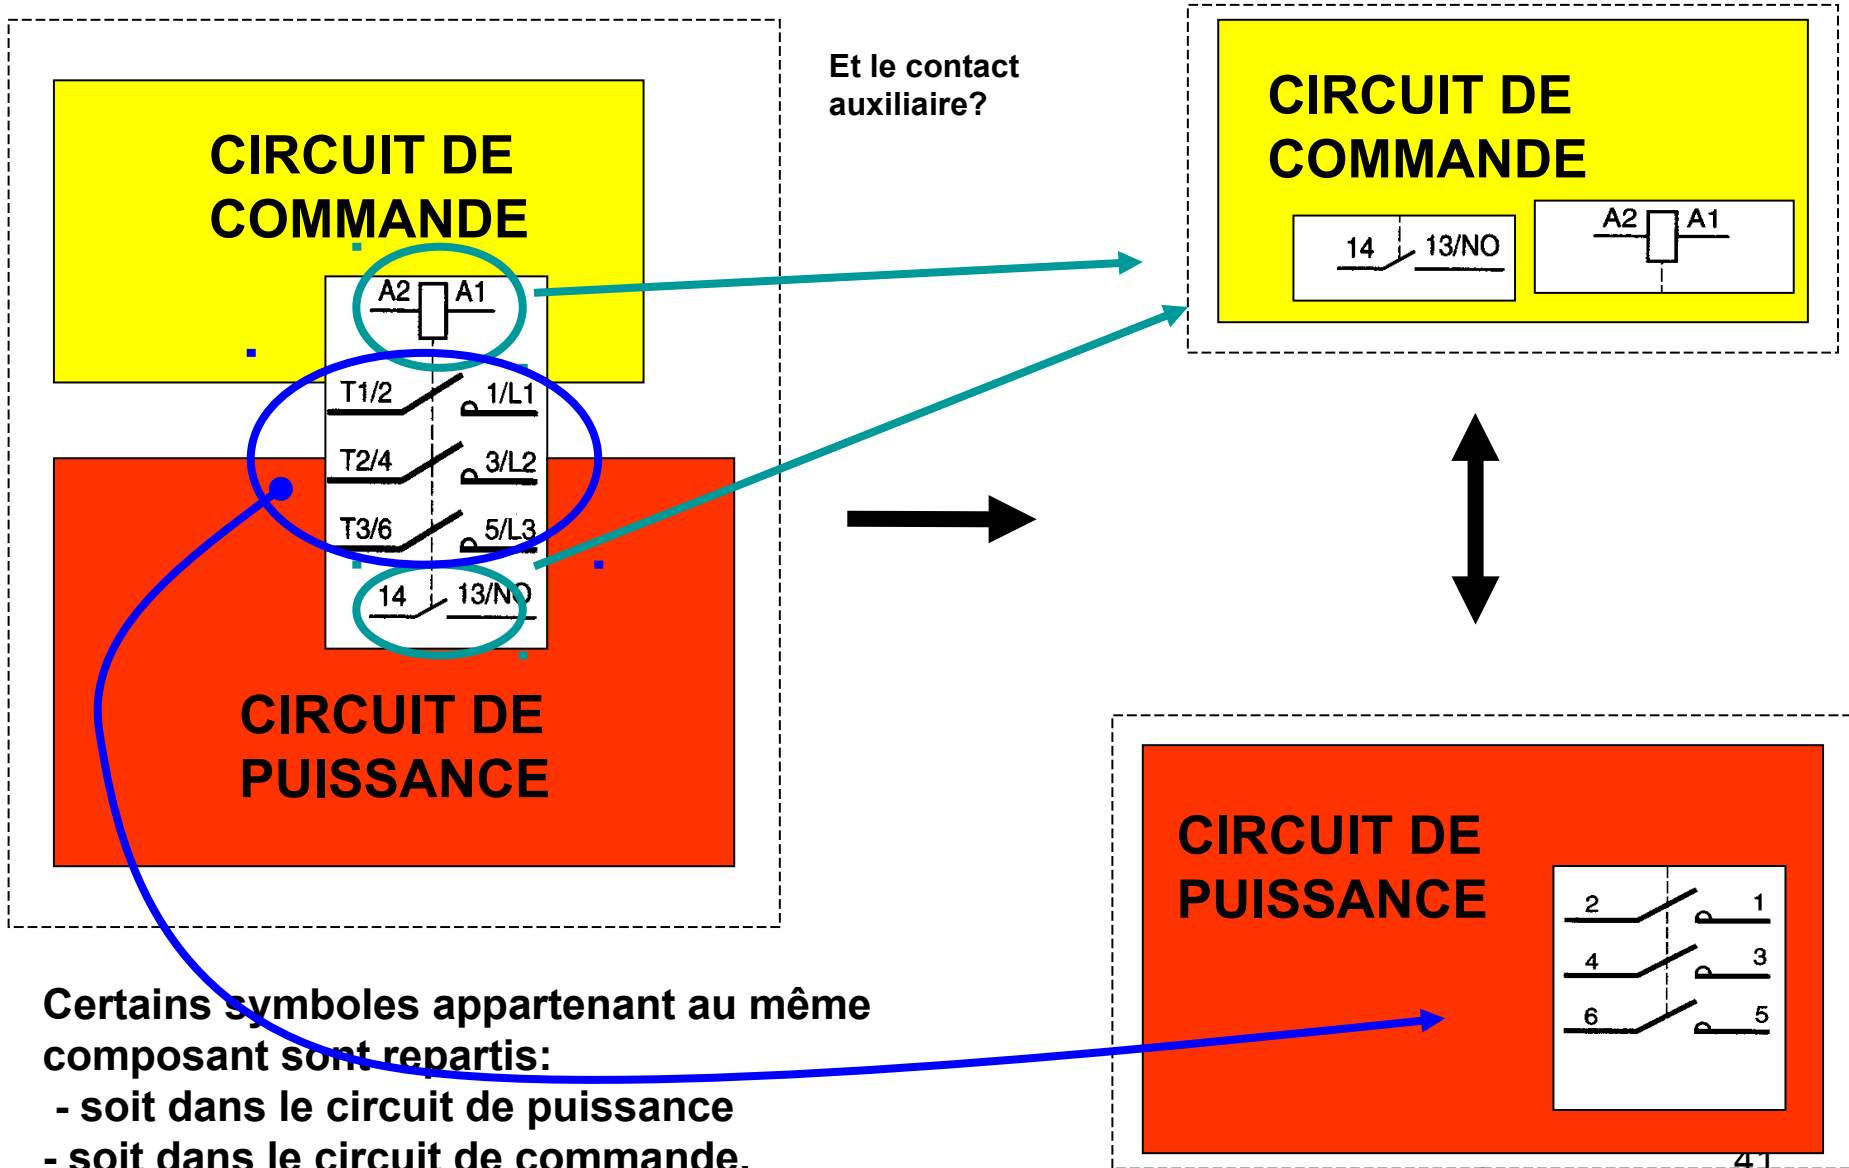 CIRCUIT DE
COMMANDE
A2 A1
T1/2 1/L1
T2/4 3/L2
T3/6 5/L3
14 13/NO
CIRCUIT DE
PUISSANCE
Et le contact
auxiliaire?
CIRCUIT DE
COMMANDE
14 13/NO
A2 A1
CIRCUIT DE
PUISSANCE
2 1
4 3
6 5
Certains symboles appartenant au même
composant sont repartis:
- soit dans le circuit de puissance
- soit dans le circuit de commande.
41